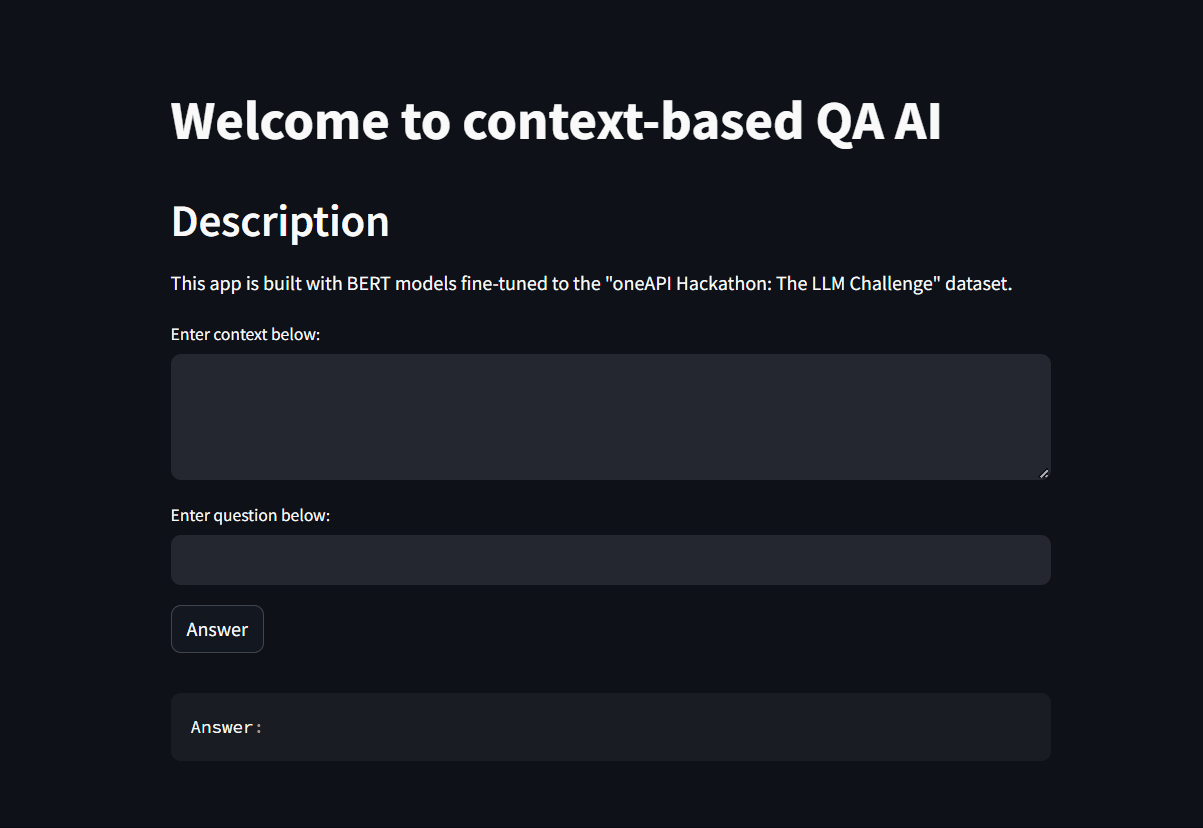 Welcome to context-based QA AI
Description
This app is built with BERT models fine-tuned to the "oneAPI Hackathon: The LLM Challenge" dataset.
Enter context below:
Enter question below:
Answer
Answer: